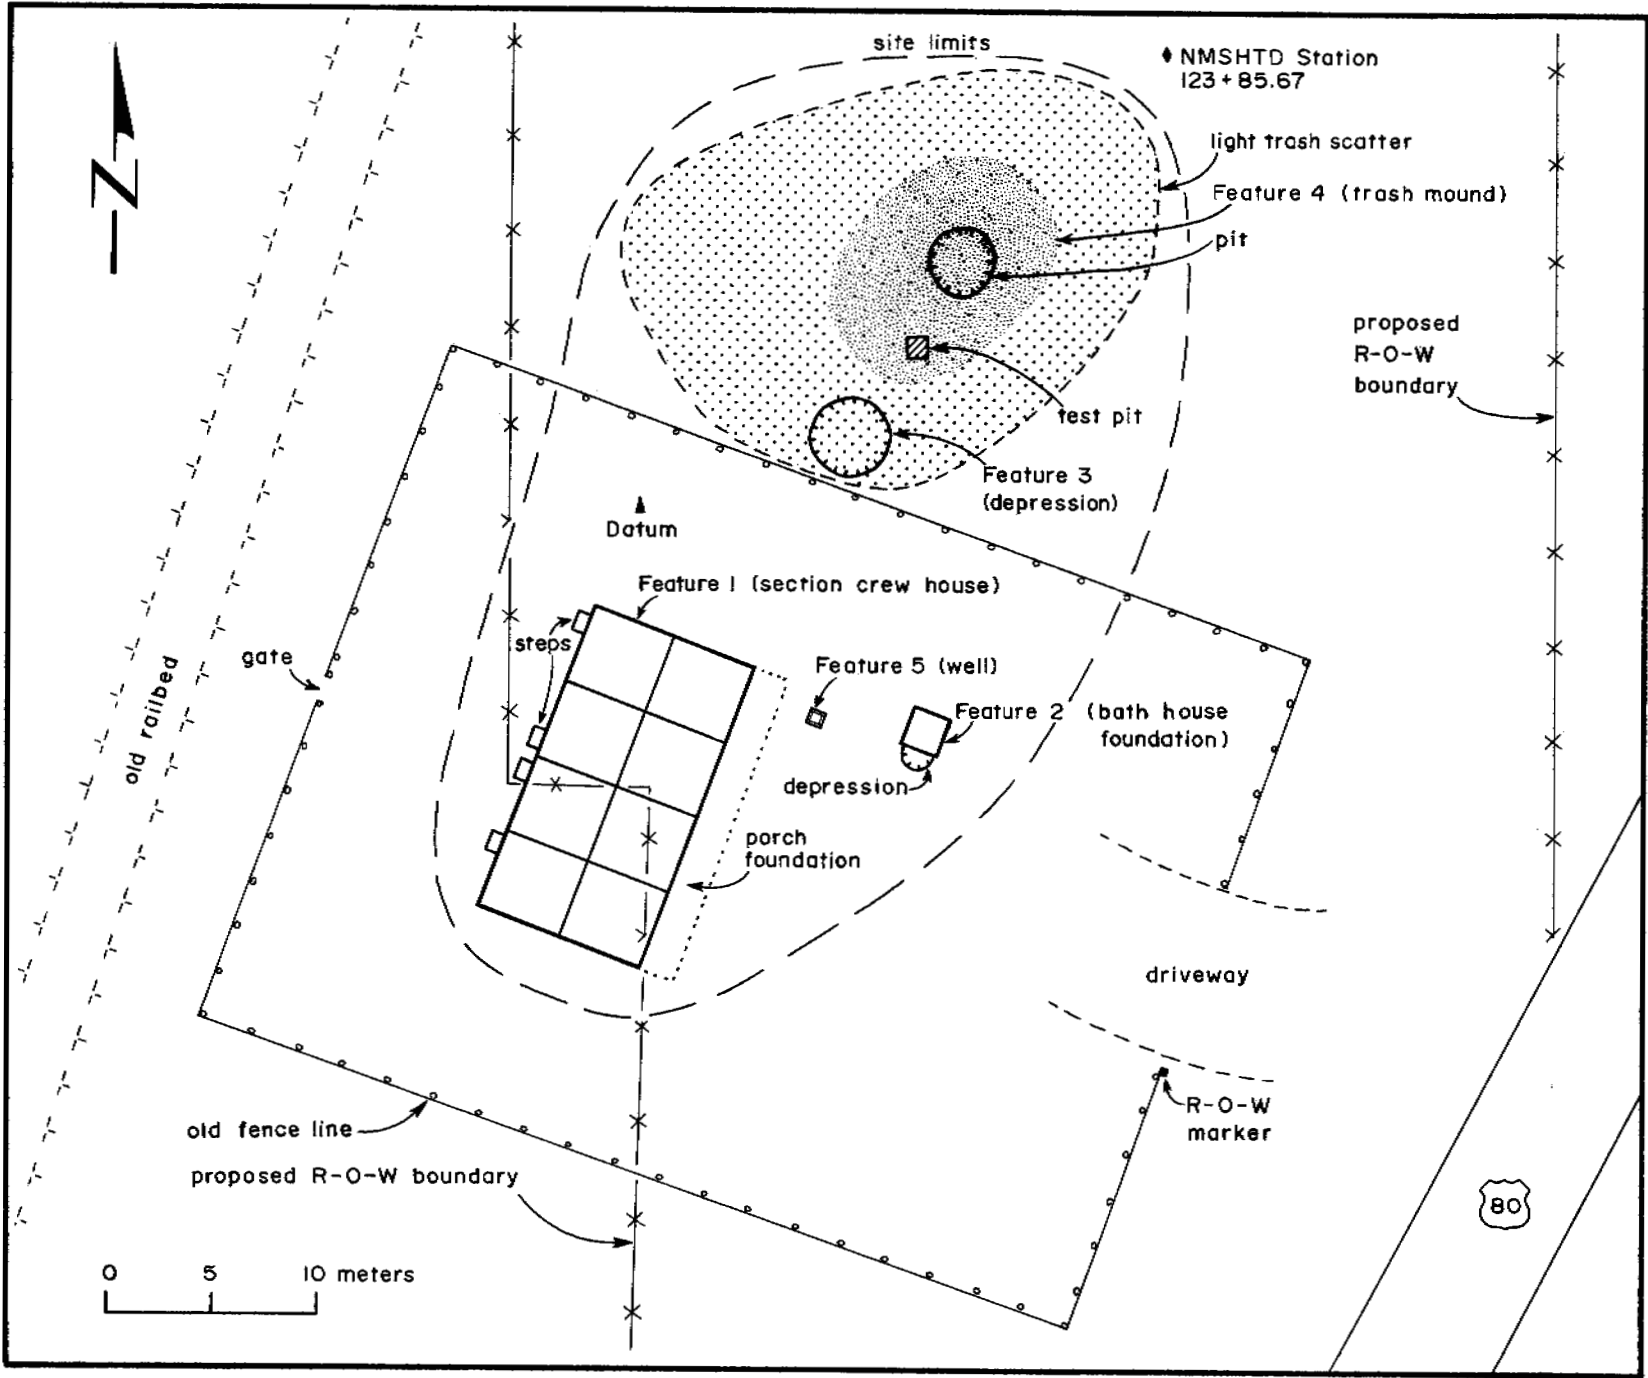 site limits
NMSHTD Station
123+85.67
light trash scatter
Feature 4 (trash mound)
pit
N
proposed
R-O-W
boundary
test pit
Feature 3
(depression)
Datum
Feature 1 (section crew house)
steps
gate
Feature 5 (well)
Feature 2 (bath house
foundation)
old railbed
depression
porch
foundation
driveway
R-O-W
marker
old fence line
proposed R-O-W boundary
80
0 5 10 meters